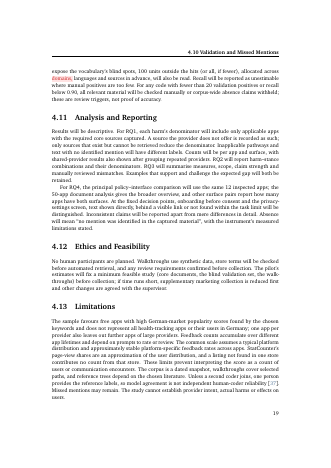 4.10 Validation and Missed Mentions
expose the vocabulary's blind spots, 100 units outside the hits (or all, if fewer), allocated across
domains, languages and sources in advance, will also be read. Recall will be reported as unestimable
where manual positives are too few. For any code with fewer than 20 validation positives or recall
below 0.90, all relevant material will be checked manually or corpus-wide absence claims withheld;
these are review triggers, not proof of accuracy.
4.11 Analysis and Reporting
Results will be descriptive. For RQ1, each harm's denominator will include only applicable apps
with the required core sources captured. A source the provider does not offer is recorded as such;
only sources that exist but cannot be retrieved reduce the denominator. Inapplicable pathways and
text with no identified mention will have different labels. Counts will be per app and surface, with
shared-provider results also shown after grouping repeated providers. RQ2 will report harm–stance
combinations and their denominators. RQ3 will summarise measures, scope, claim strength and
manually reviewed mismatches. Examples that support and challenge the expected gap will both be
retained.
For RQ4, the principal policy–interface comparison will use the same 12 inspected apps; the
50-app document analysis gives the broader overview, and other surface pairs report how many
apps have both surfaces. At the fixed decision points, onboarding before consent and the privacy-
settings screen, text shown directly, behind a visible link or not found within the task limit will be
distinguished. Inconsistent claims will be reported apart from mere differences in detail. Absence
will mean "no mention was identified in the captured material", with the instrument's measured
limitations stated.
4.12 Ethics and Feasibility
No human participants are planned. Walkthroughs use synthetic data, store terms will be checked
before automated retrieval, and any review requirements confirmed before collection. The pilot's
estimates will fix a minimum feasible study (core documents, the blind validation set, the walk-
throughs) before collection; if time runs short, supplementary marketing collection is reduced first
and other changes are agreed with the supervisor.
4.13 Limitations
The sample favours free apps with high German-market popularity scores found by the chosen
keywords and does not represent all health-tracking apps or their users in Germany; one app per
provider also leaves out further apps of large providers. Feedback counts accumulate over different
app lifetimes and depend on prompts to rate or review. The common scale assumes a typical platform
distribution and approximately stable platform-specific feedback rates across apps. StatCounter's
page-view shares are an approximation of the user distribution, and a listing not found in one store
contributes no count from that store. These limits prevent interpreting the score as a count of
users or communication encounters. The corpus is a dated snapshot, walkthroughs cover selected
paths, and reference trees depend on the chosen literature. Unless a second coder joins, one person
provides the reference labels, so model agreement is not independent human-coder reliability [37].
Missed mentions may remain. The study cannot establish provider intent, actual harms or effects on
users.
19